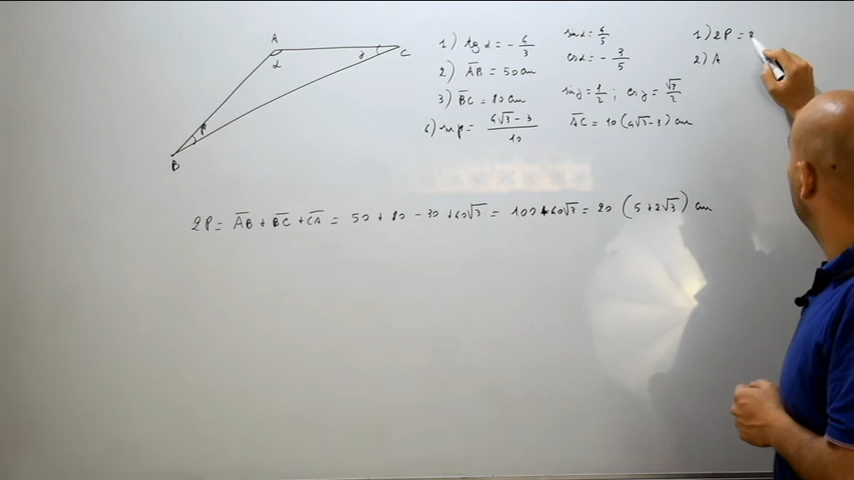 A
α
γ
C
β
B
1) tg α = - 4/3
2) AB = 50 cm
3) BC = 80 cm
4) sin β = (4√3 - 3)/10
sin α = 4/5
cos α = - 3/5
sin γ = 1/2 ; cos γ = √3/2
AC = 10 (4√3 - 3) cm
1) 2P = ?
2) A
2P = AB + BC + CA = 50 + 80 - 30 + 40√3 = 100 + 40√3 = 20 (5 + 2√3) cm